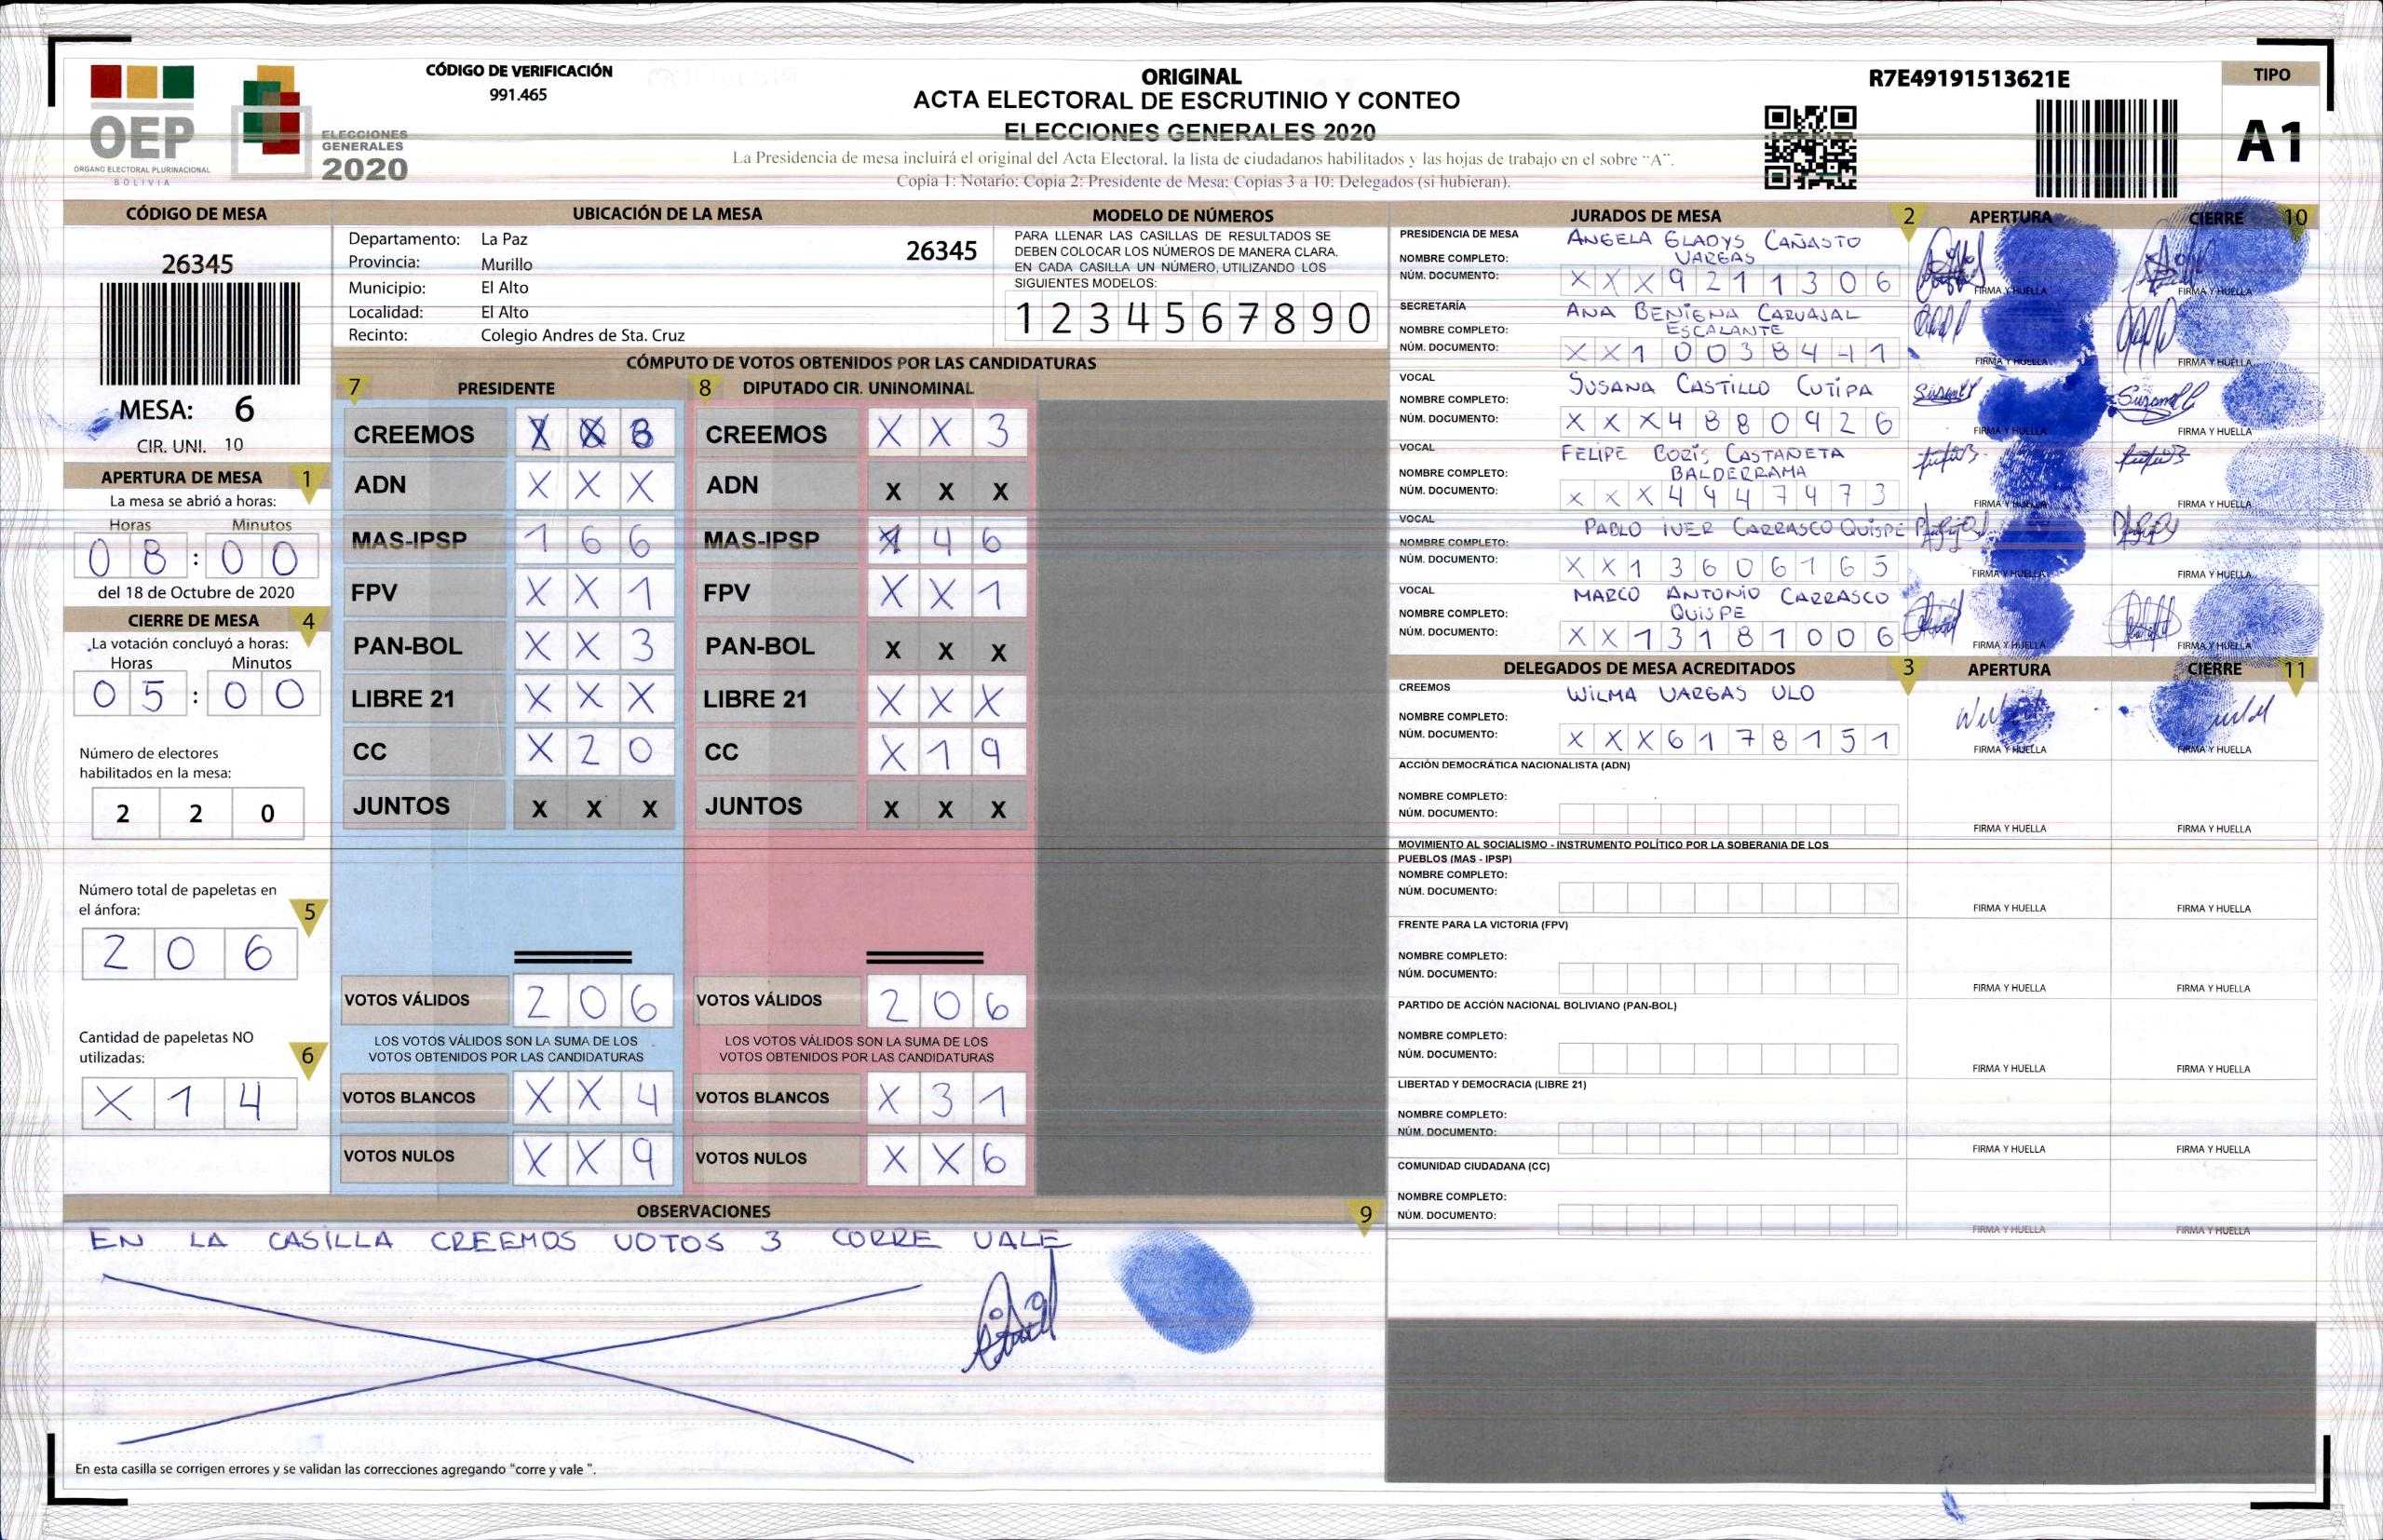 CÓDIGO DE VERIFICACIÓN
991.465
OEP
ÓRGANO ELECTORAL PLURINACIONAL
BOLIVIA
ELECCIONES
GENERALES
2020
ORIGINAL
ACTA ELECTORAL DE ESCRUTINIO Y CONTEO
ELECCIONES GENERALES 2020
La Presidencia de mesa incluirá el original del Acta Electoral, la lista de ciudadanos habilitados y las hojas de trabajo en el sobre “A”.
Copia 1: Notario; Copia 2: Presidente de Mesa; Copias 3 a 10: Delegados (si hubieran).
R7E49191513621E
TIPO
A1
CÓDIGO DE MESA
26345
MESA: 6
CIR. UNI. 10
UBICACIÓN DE LA MESA
Departamento: La Paz
26345
Provincia: Murillo
Municipio: El Alto
Localidad: El Alto
Recinto: Colegio Andres de Sta. Cruz
MODELO DE NÚMEROS
PARA LLENAR LAS CASILLAS DE RESULTADOS SE
DEBEN COLOCAR LOS NÚMEROS DE MANERA CLARA.
EN CADA CASILLA UN NÚMERO, UTILIZANDO LOS
SIGUIENTES MODELOS:
1 2 3 4 5 6 7 8 9 0
APERTURA DE MESA 1
La mesa se abrió a horas:
Horas Minutos
0 8 : 0 0
del 18 de Octubre de 2020
CIERRE DE MESA 4
La votación concluyó a horas:
Horas Minutos
0 5 : 0 0
Número de electores
habilitados en la mesa:
2 2 0
Número total de papeletas en
el ánfora:
5
2 0 6
Cantidad de papeletas NO
utilizadas:
6
X 1 4
CÓMPUTO DE VOTOS OBTENIDOS POR LAS CANDIDATURAS
7 PRESIDENTE
CREEMOS X X
ADN X X X
MAS-IPSP 1 6 6
FPV X X 1
PAN-BOL X X 3
LIBRE 21 X X X
CC X 2 0
JUNTOS X X X
VOTOS VÁLIDOS 2 0 6
LOS VOTOS VÁLIDOS SON LA SUMA DE LOS
VOTOS OBTENIDOS POR LAS CANDIDATURAS
VOTOS BLANCOS X X 4
VOTOS NULOS X X 9
8 DIPUTADO CIR. UNINOMINAL
CREEMOS X X 3
ADN X X X
MAS-IPSP 1 4 6
FPV X X 1
PAN-BOL X X X
LIBRE 21 X X X
CC X 1 9
JUNTOS X X X
VOTOS VÁLIDOS 2 0 6
LOS VOTOS VÁLIDOS SON LA SUMA DE LOS
VOTOS OBTENIDOS POR LAS CANDIDATURAS
VOTOS BLANCOS X 3 1
VOTOS NULOS X X 6
OBSERVACIONES 9
EN LA CASILLA CREEMOS VOTOS 3 CORRE VALE
En esta casilla se corrigen errores y se validan las correcciones agregando “corre y vale ”.
JURADOS DE MESA 2 APERTURA CIERRE 10
PRESIDENCIA DE MESA
NOMBRE COMPLETO: ANGELA GLADYS CAÑASTO
VARGAS
NÚM. DOCUMENTO: X X X 9 2 1 1 3 0 6
FIRMA Y HUELLA FIRMA Y HUELLA
SECRETARÍA
NOMBRE COMPLETO: ANA BENIGNA CARVAJAL
ESCALANTE
NÚM. DOCUMENTO: X X 1 0 0 3 8 4 4 1
FIRMA Y HUELLA FIRMA Y HUELLA
VOCAL
NOMBRE COMPLETO: SUSANA CASTILLO CUTIPA
NÚM. DOCUMENTO: X X X 4 8 8 0 9 2 6
FIRMA Y HUELLA FIRMA Y HUELLA
VOCAL
NOMBRE COMPLETO: FELIPE BORIS CASTAÑETA
BALDERRAMA
NÚM. DOCUMENTO: X X X 4 9 4 7 9 7 3
FIRMA Y HUELLA FIRMA Y HUELLA
VOCAL
NOMBRE COMPLETO: PABLO IVER CARRASCO QUISPE
NÚM. DOCUMENTO: X X 1 3 6 0 6 1 6 5
FIRMA Y HUELLA FIRMA Y HUELLA
VOCAL
NOMBRE COMPLETO: MARCO ANTONIO CARRASCO
QUISPE
NÚM. DOCUMENTO: X X 1 3 1 8 1 0 0 6
FIRMA Y HUELLA FIRMA Y HUELLA
DELEGADOS DE MESA ACREDITADOS 3 APERTURA CIERRE 11
CREEMOS
NOMBRE COMPLETO: WILMA VARGAS ULO
NÚM. DOCUMENTO: X X X 6 1 7 8 1 5 1
FIRMA Y HUELLA FIRMA Y HUELLA
ACCIÓN DEMOCRÁTICA NACIONALISTA (ADN)
NOMBRE COMPLETO:
NÚM. DOCUMENTO:
FIRMA Y HUELLA FIRMA Y HUELLA
MOVIMIENTO AL SOCIALISMO - INSTRUMENTO POLÍTICO POR LA SOBERANIA DE LOS
PUEBLOS (MAS - IPSP)
NOMBRE COMPLETO:
NÚM. DOCUMENTO:
FIRMA Y HUELLA FIRMA Y HUELLA
FRENTE PARA LA VICTORIA (FPV)
NOMBRE COMPLETO:
NÚM. DOCUMENTO:
FIRMA Y HUELLA FIRMA Y HUELLA
PARTIDO DE ACCIÓN NACIONAL BOLIVIANO (PAN-BOL)
NOMBRE COMPLETO:
NÚM. DOCUMENTO:
FIRMA Y HUELLA FIRMA Y HUELLA
LIBERTAD Y DEMOCRACIA (LIBRE 21)
NOMBRE COMPLETO:
NÚM. DOCUMENTO:
FIRMA Y HUELLA FIRMA Y HUELLA
COMUNIDAD CIUDADANA (CC)
NOMBRE COMPLETO:
NÚM. DOCUMENTO:
FIRMA Y HUELLA FIRMA Y HUELLA